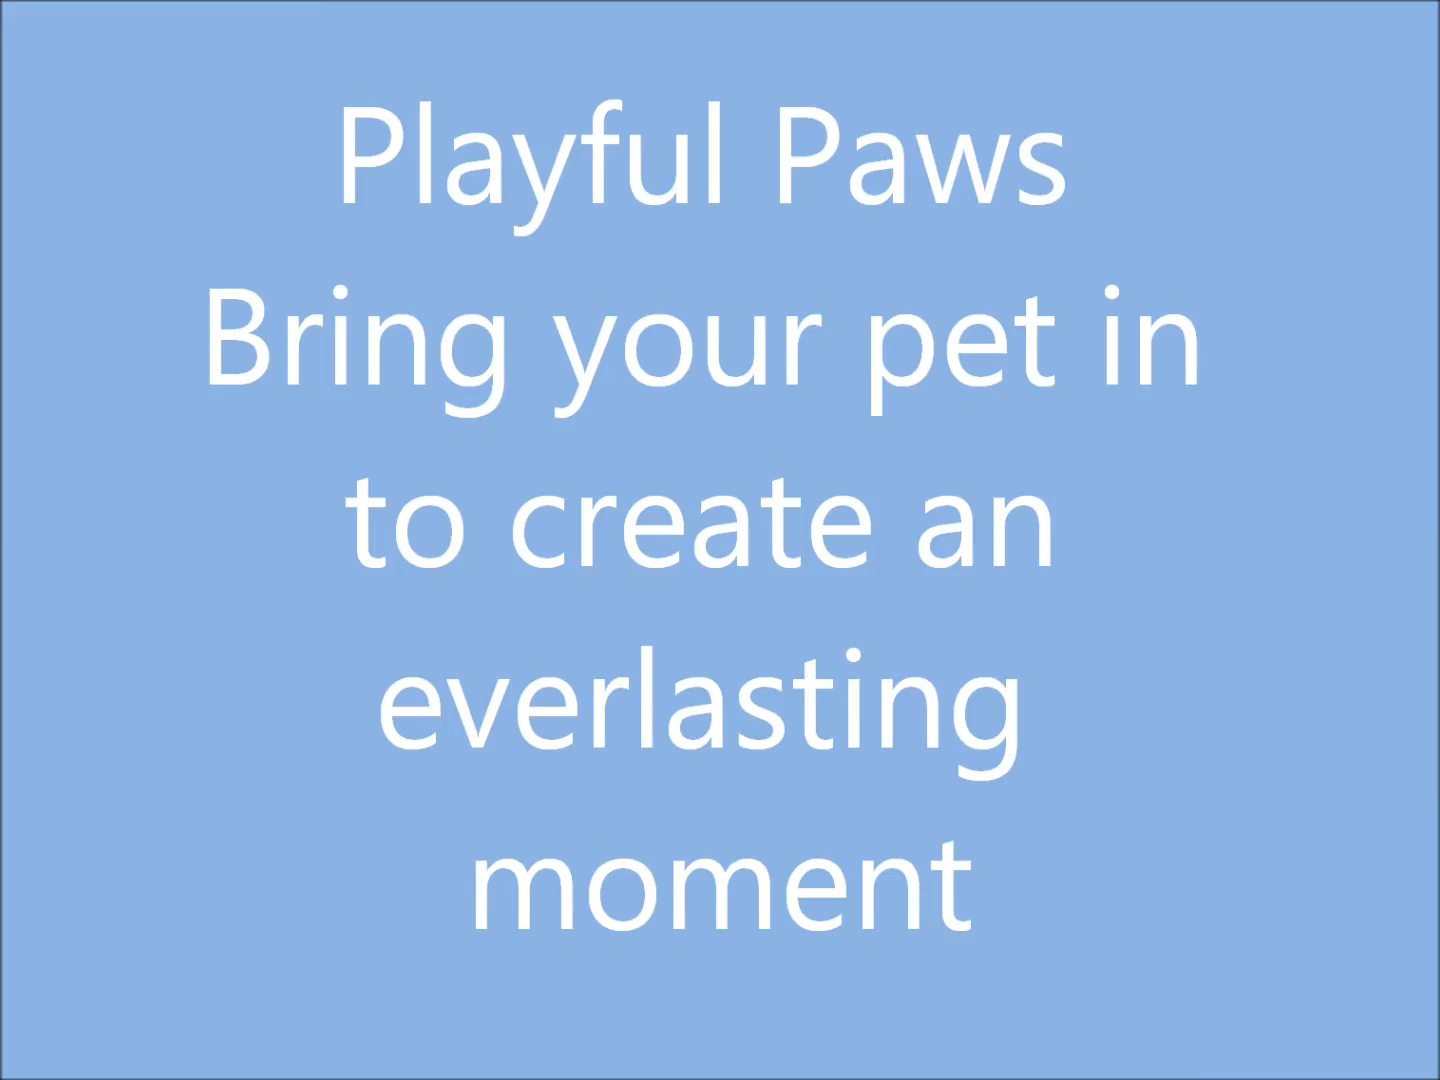 Playful Paws
Bring your pet in
to create an
everlasting
moment